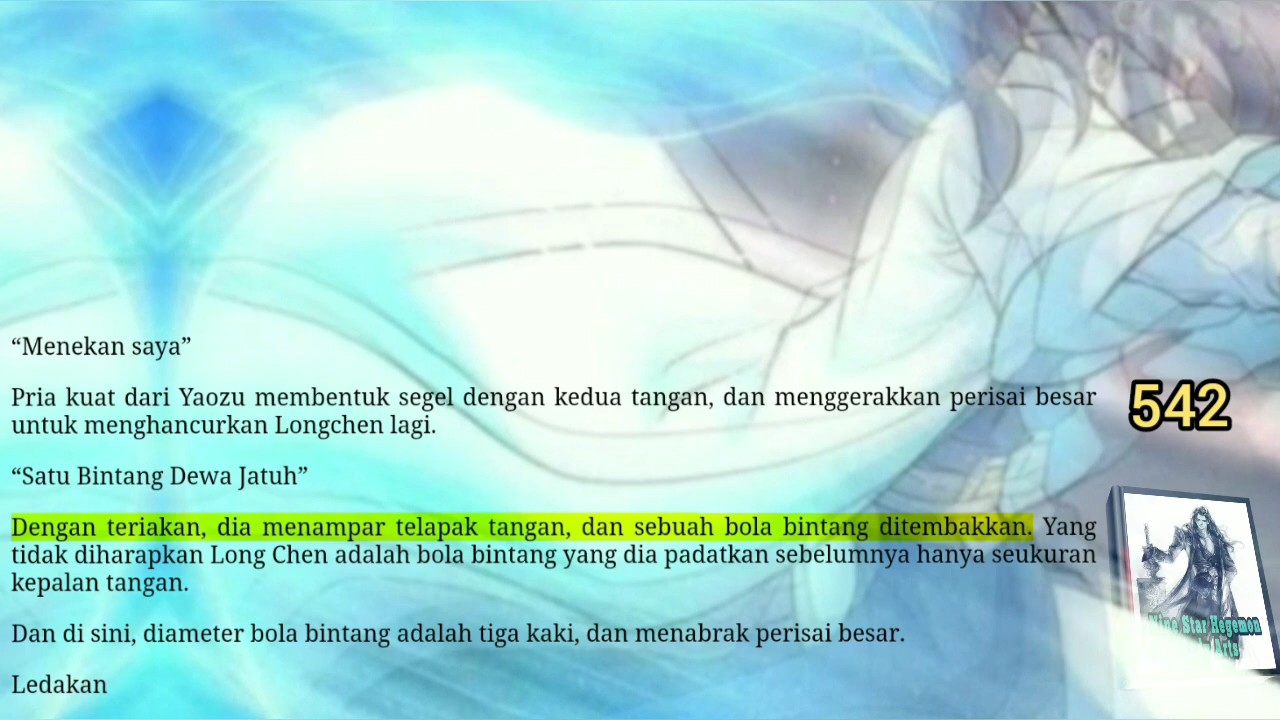 “Menekan saya”
Pria kuat dari Yaozu membentuk segel dengan kedua tangan, dan menggerakkan perisai besar
untuk menghancurkan Longchen lagi.
“Satu Bintang Dewa Jatuh”
Dengan teriakan, dia menampar telapak tangan, dan sebuah bola bintang ditembakkan. Yang
tidak diharapkan Long Chen adalah bola bintang yang dia padatkan sebelumnya hanya seukuran
kepalan tangan.
Dan di sini, diameter bola bintang adalah tiga kaki, dan menabrak perisai besar.
Ledakan
542
Nine Star Hegemon
Arts